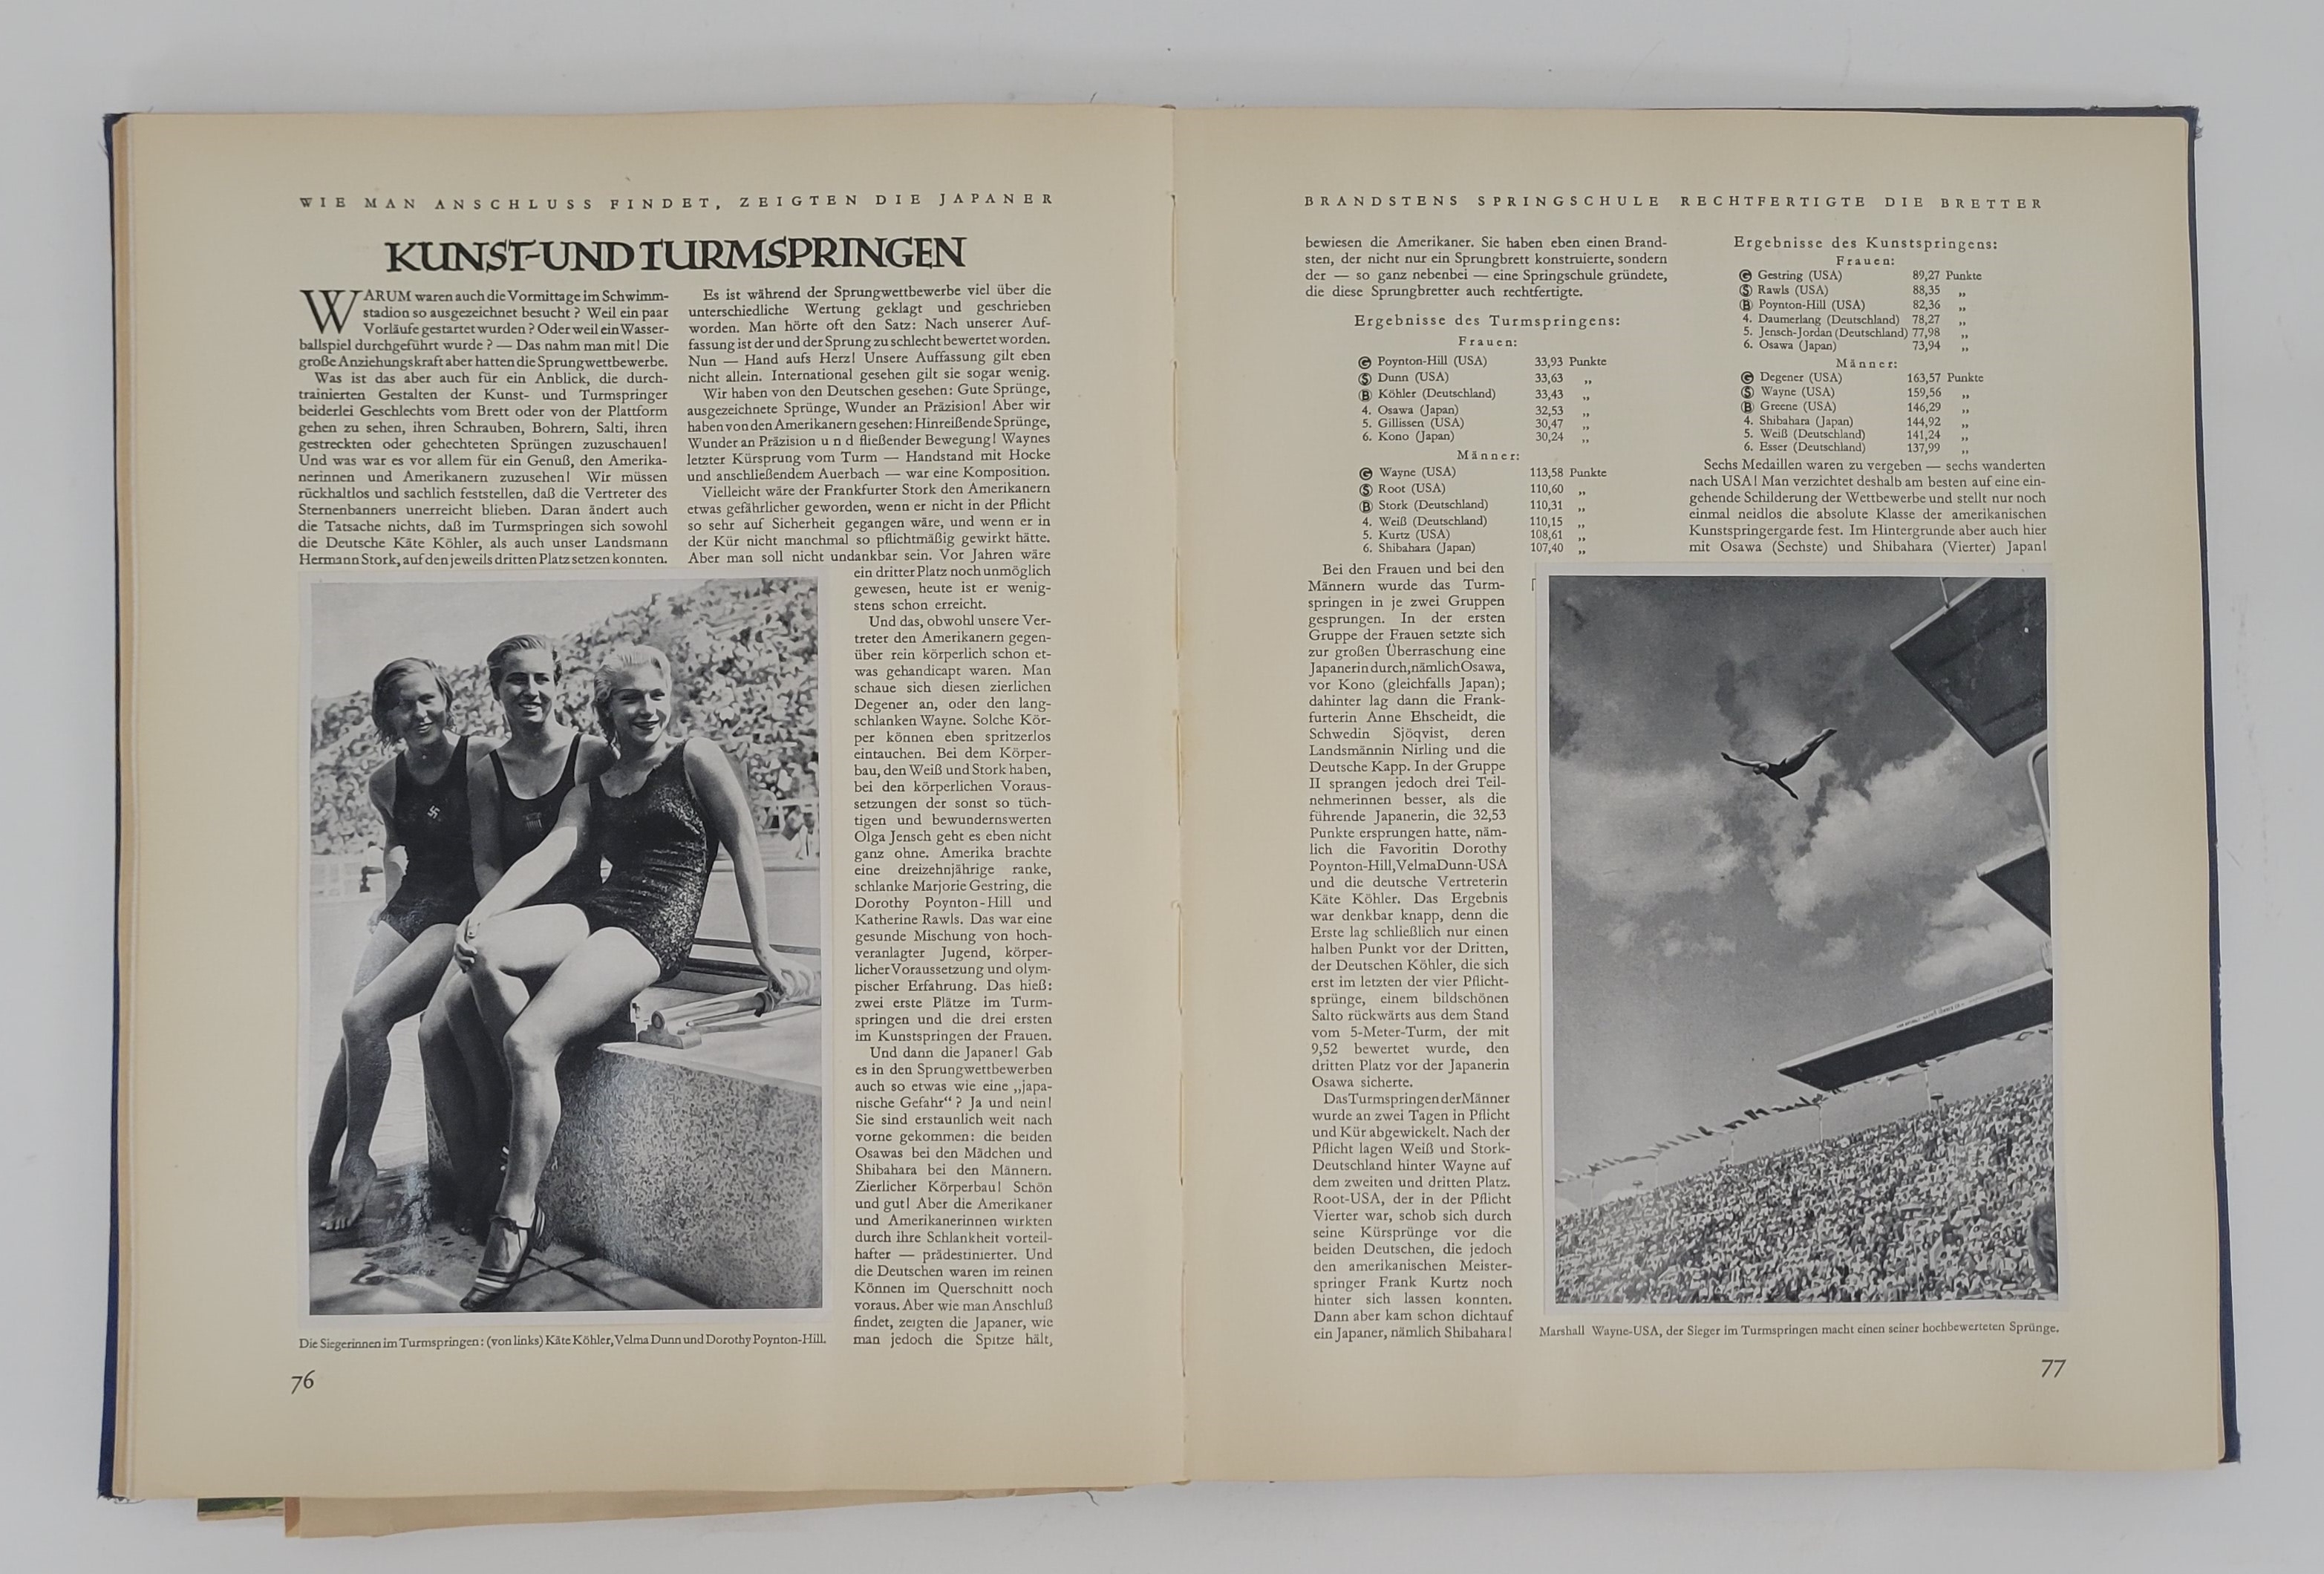 WIE MAN ANSCHLUSS FINDET, ZEIGTEN DIE JAPANER
KUNST- UND TURMSPRINGEN
WARUM waren auch die Vormittage im Schwimm-
stadion so ausgezeichnet besucht? Weil ein paar
Vorläufe gestartet wurden? Oder weil ein Wasser-
ballspiel durchgeführt wurde? — Das nahm man mit! Die
große Anziehungskraft aber hatten die Sprungwettbewerbe.
Was ist das aber auch für ein Anblick, die durch-
trainierten Gestalten der Kunst- und Turmspringer
beiderlei Geschlechts vom Brett oder von der Plattform
gehen zu sehen, ihren Schrauben, Bohrern, Salti, ihren
gestreckten oder gehechteten Sprüngen zuzuschauen!
Und was war es vor allem für ein Genuß, den Amerika-
nerinnen und Amerikanern zuzusehen! Wir müssen
rückhaltlos und sachlich feststellen, daß die Vertreter des
Sternenbanners unerreicht blieben. Daran ändert auch
die Tatsache nichts, daß im Turmspringen sich sowohl
die Deutsche Käte Köhler, als auch unser Landsmann
Hermann Stork, auf den jeweils dritten Platz setzen konnten.
Es ist während der Sprungwettbewerbe viel über die
unterschiedliche Wertung geklagt und geschrieben
worden. Man hörte oft den Satz: Nach unserer Auf-
fassung ist der und der Sprung zu schlecht bewertet worden.
Nun — Hand aufs Herz! Unsere Auffassung gilt eben
nicht allein. International gesehen gilt sie sogar wenig.
Wir haben von den Deutschen gesehen: Gute Sprünge,
ausgezeichnete Sprünge, Wunder an Präzision! Aber wir
haben von den Amerikanern gesehen: Hinreißende Sprünge,
Wunder an Präzision und fließender Bewegung! Waynes
letzter Kürsprung vom Turm — Handstand mit Hocke
und anschließendem Auerbach — war eine Komposition.
Vielleicht wäre der Frankfurter Stork den Amerikanern
etwas gefährlicher geworden, wenn er nicht in der Pflicht
so sehr auf Sicherheit gegangen wäre, und wenn er in
der Kür nicht manchmal so pflichtmäßig gewirkt hätte.
Aber man soll nicht undankbar sein. Vor Jahren wäre
ein dritter Platz noch unmöglich
gewesen, heute ist er wenig-
stens schon erreicht.
Und das, obwohl unsere Ver-
treter den Amerikanern gegen-
über rein körperlich schon et-
was gehandicapt waren. Man
schaue sich diesen zierlichen
Degener an, oder den lang-
schlanken Wayne. Solche Kör-
per können eben spritzerlos
eintauchen. Bei dem Körper-
bau, den Weiß und Stork haben,
bei den körperlichen Voraus-
setzungen der sonst so tüch-
tigen und bewundernswerten
Olga Jensch geht es eben nicht
ganz ohne. Amerika brachte
eine dreizehnjährige ranke,
schlanke Marjorie Gestring, die
Dorothy Poynton-Hill und
Katherine Rawls. Das war eine
gesunde Mischung von hoch-
veranlagter Jugend, körper-
licher Voraussetzung und olym-
pischer Erfahrung. Das hieß:
zwei erste Plätze im Turm-
springen und die drei ersten
im Kunstspringen der Frauen.
Und dann die Japaner! Gab
es in den Sprungwettbewerben
auch so etwas wie eine „japa-
nische Gefahr“? Ja und nein!
Sie sind erstaunlich weit nach
vorne gekommen: die beiden
Osawas bei den Mädchen und
Shibahara bei den Männern.
Zierlicher Körperbau! Schön
und gut! Aber die Amerikaner
und Amerikanerinnen wirkten
durch ihre Schlankheit vorteil-
hafter — prädestinierter. Und
die Deutschen waren im reinen
Können im Querschnitt noch
voraus. Aber wie man Anschluß
findet, zeigten die Japaner, wie
man jedoch die Spitze hält,
Die Siegerinnen im Turmspringen: (von links) Käte Köhler, Velma Dunn und Dorothy Poynton-Hill.
76
BRANDSTENS SPRINGSCHULE RECHTFERTIGTE DIE BRETTER
bewiesen die Amerikaner. Sie haben eben einen Brand-
sten, der nicht nur ein Sprungbrett konstruierte, sondern
der — so ganz nebenbei — eine Springschule gründete,
die diese Sprungbretter auch rechtfertigte.
Ergebnisse des Turmspringens:
Frauen:
G Poynton-Hill (USA) 33,93 Punkte
S Dunn (USA) 33,63 „
B Köhler (Deutschland) 33,43 „
4. Osawa (Japan) 32,53 „
5. Gillissen (USA) 30,47 „
6. Kono (Japan) 30,24 „
Männer:
G Wayne (USA) 113,58 Punkte
S Root (USA) 110,60 „
B Stork (Deutschland) 110,31 „
4. Weiß (Deutschland) 110,15 „
5. Kurtz (USA) 108,61 „
6. Shibahara (Japan) 107,40 „
Bei den Frauen und bei den
Männern wurde das Turm-
springen in je zwei Gruppen
gesprungen. In der ersten
Gruppe der Frauen setzte sich
zur großen Überraschung eine
Japanerin durch, nämlich Osawa,
vor Kono (gleichfalls Japan);
dahinter lag dann die Frank-
furterin Anne Ehscheidt, die
Schwedin Sjöqvist, deren
Landsmännin Nirling und die
Deutsche Kapp. In der Gruppe
II sprangen jedoch drei Teil-
nehmerinnen besser, als die
führende Japanerin, die 32,53
Punkte ersprungen hatte, näm-
lich die Favoritin Dorothy
Poynton-Hill, Velma Dunn-USA
und die deutsche Vertreterin
Käte Köhler. Das Ergebnis
war denkbar knapp, denn die
Erste lag schließlich nur einen
halben Punkt vor der Dritten,
der Deutschen Köhler, die sich
erst im letzten der vier Pflicht-
sprünge, einem bildschönen
Salto rückwärts aus dem Stand
vom 5-Meter-Turm, der mit
9,52 bewertet wurde, den
dritten Platz vor der Japanerin
Osawa sicherte.
Das Turmspringen der Männer
wurde an zwei Tagen in Pflicht
und Kür abgewickelt. Nach der
Pflicht lagen Weiß und Stork-
Deutschland hinter Wayne auf
dem zweiten und dritten Platz.
Root-USA, der in der Pflicht
Vierter war, schob sich durch
seine Kürsprünge vor die
beiden Deutschen, die jedoch
den amerikanischen Meister-
springer Frank Kurtz noch
hinter sich lassen konnten.
Dann aber kam schon dichtauf
ein Japaner, nämlich Shibahara!
Ergebnisse des Kunstspringens:
Frauen:
G Gestring (USA) 89,27 Punkte
S Rawls (USA) 88,35 „
B Poynton-Hill (USA) 82,36 „
4. Daumerlang (Deutschland) 78,27 „
5. Jensch-Jordan (Deutschland) 77,98 „
6. Osawa (Japan) 73,94 „
Männer:
G Degener (USA) 163,57 Punkte
S Wayne (USA) 159,56 „
B Greene (USA) 146,29 „
4. Shibahara (Japan) 144,92 „
5. Weiß (Deutschland) 141,24 „
6. Esser (Deutschland) 137,99 „
Sechs Medaillen waren zu vergeben — sechs wanderten
nach USA! Man verzichtet deshalb am besten auf eine ein-
gehende Schilderung der Wettbewerbe und stellt nur noch
einmal neidlos die absolute Klasse der amerikanischen
Kunstspringergarde fest. Im Hintergrunde aber auch hier
mit Osawa (Sechste) und Shibahara (Vierter) Japan!
Marshall Wayne-USA, der Sieger im Turmspringen macht einen seiner hochbewerteten Sprünge.
77